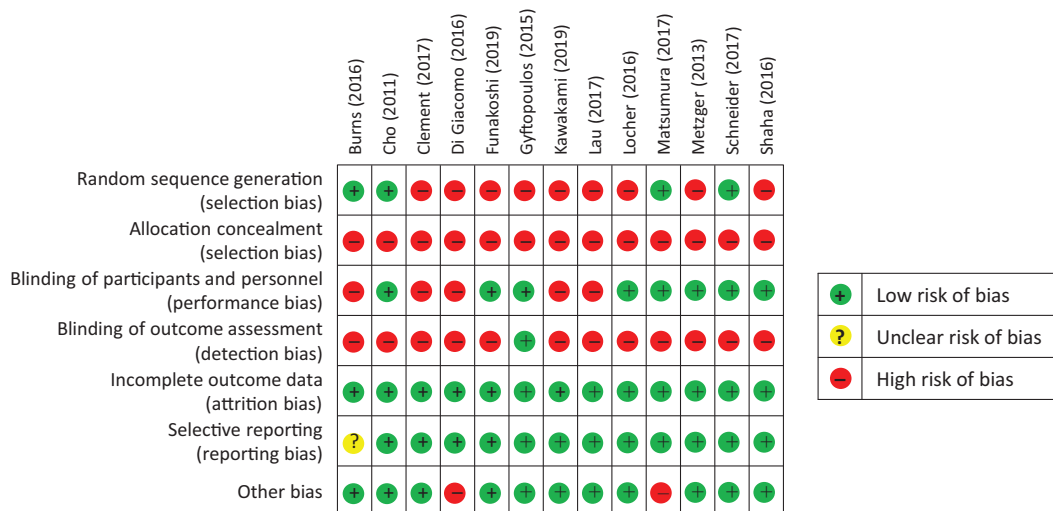 Burns (2016)
Cho (2011)
Clement (2017)
Di Giacomo (2016)
Funakoshi (2019)
Gyftopoulos (2015)
Kawakami (2019)
Lau (2017)
Locher (2016)
Matsumura (2017)
Metzger (2013)
Schneider (2017)
Shaha (2016)
Random sequence generation
(selection bias)
+ + − − − − − − − + − + −
Allocation concealment
(selection bias)
− − − − − − − − − − − − −
Blinding of participants and personnel
(performance bias)
− + − − + + − − + + + + +
Blinding of outcome assessment
(detection bias)
− − − − − + − − − − − − −
Incomplete outcome data
(attrition bias)
+ + + + + + + + + + + + +
Selective reporting
(reporting bias)
? + + + + + + + + + + + +
Other bias
+ + + − + + + + + − + + +
+ Low risk of bias
? Unclear risk of bias
− High risk of bias